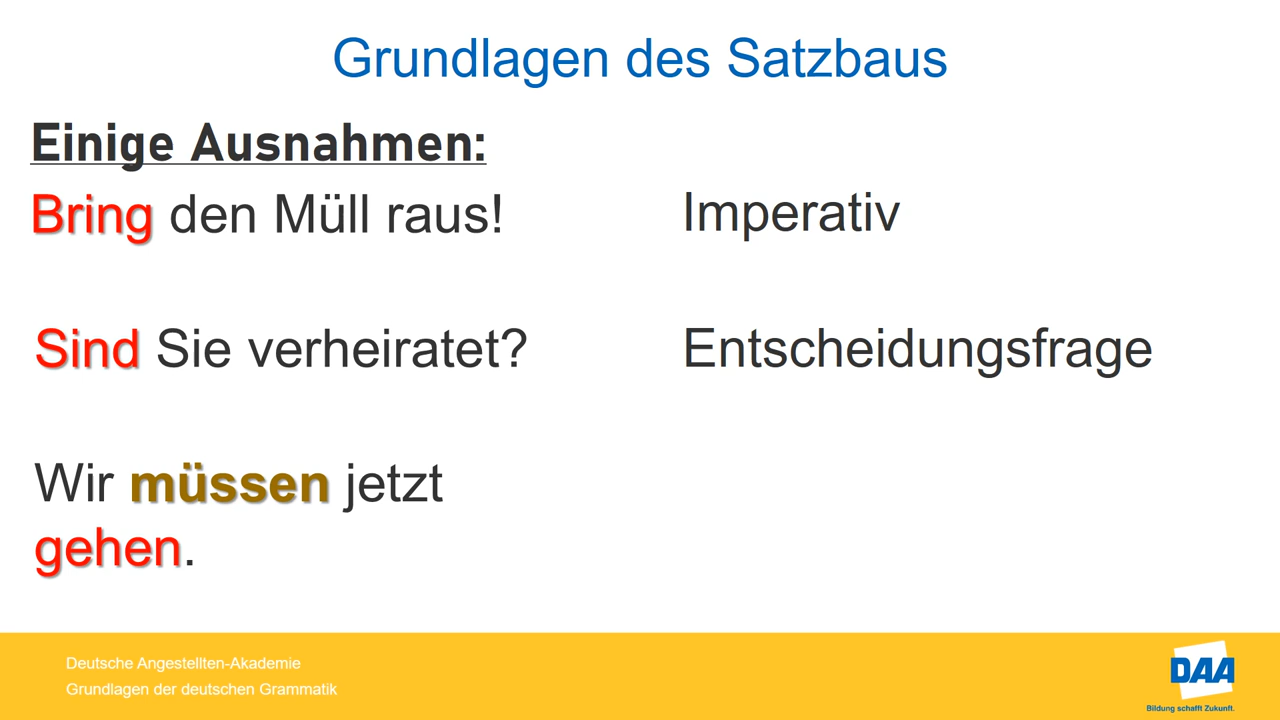 Grundlagen des Satzbaus
Einige Ausnahmen:
Bring den Müll raus!
Imperativ
Sind Sie verheiratet?
Entscheidungsfrage
Wir müssen jetzt
gehen.
Deutsche Angestellten-Akademie
Grundlagen der deutschen Grammatik
DAA
Bildung schafft Zukunft.